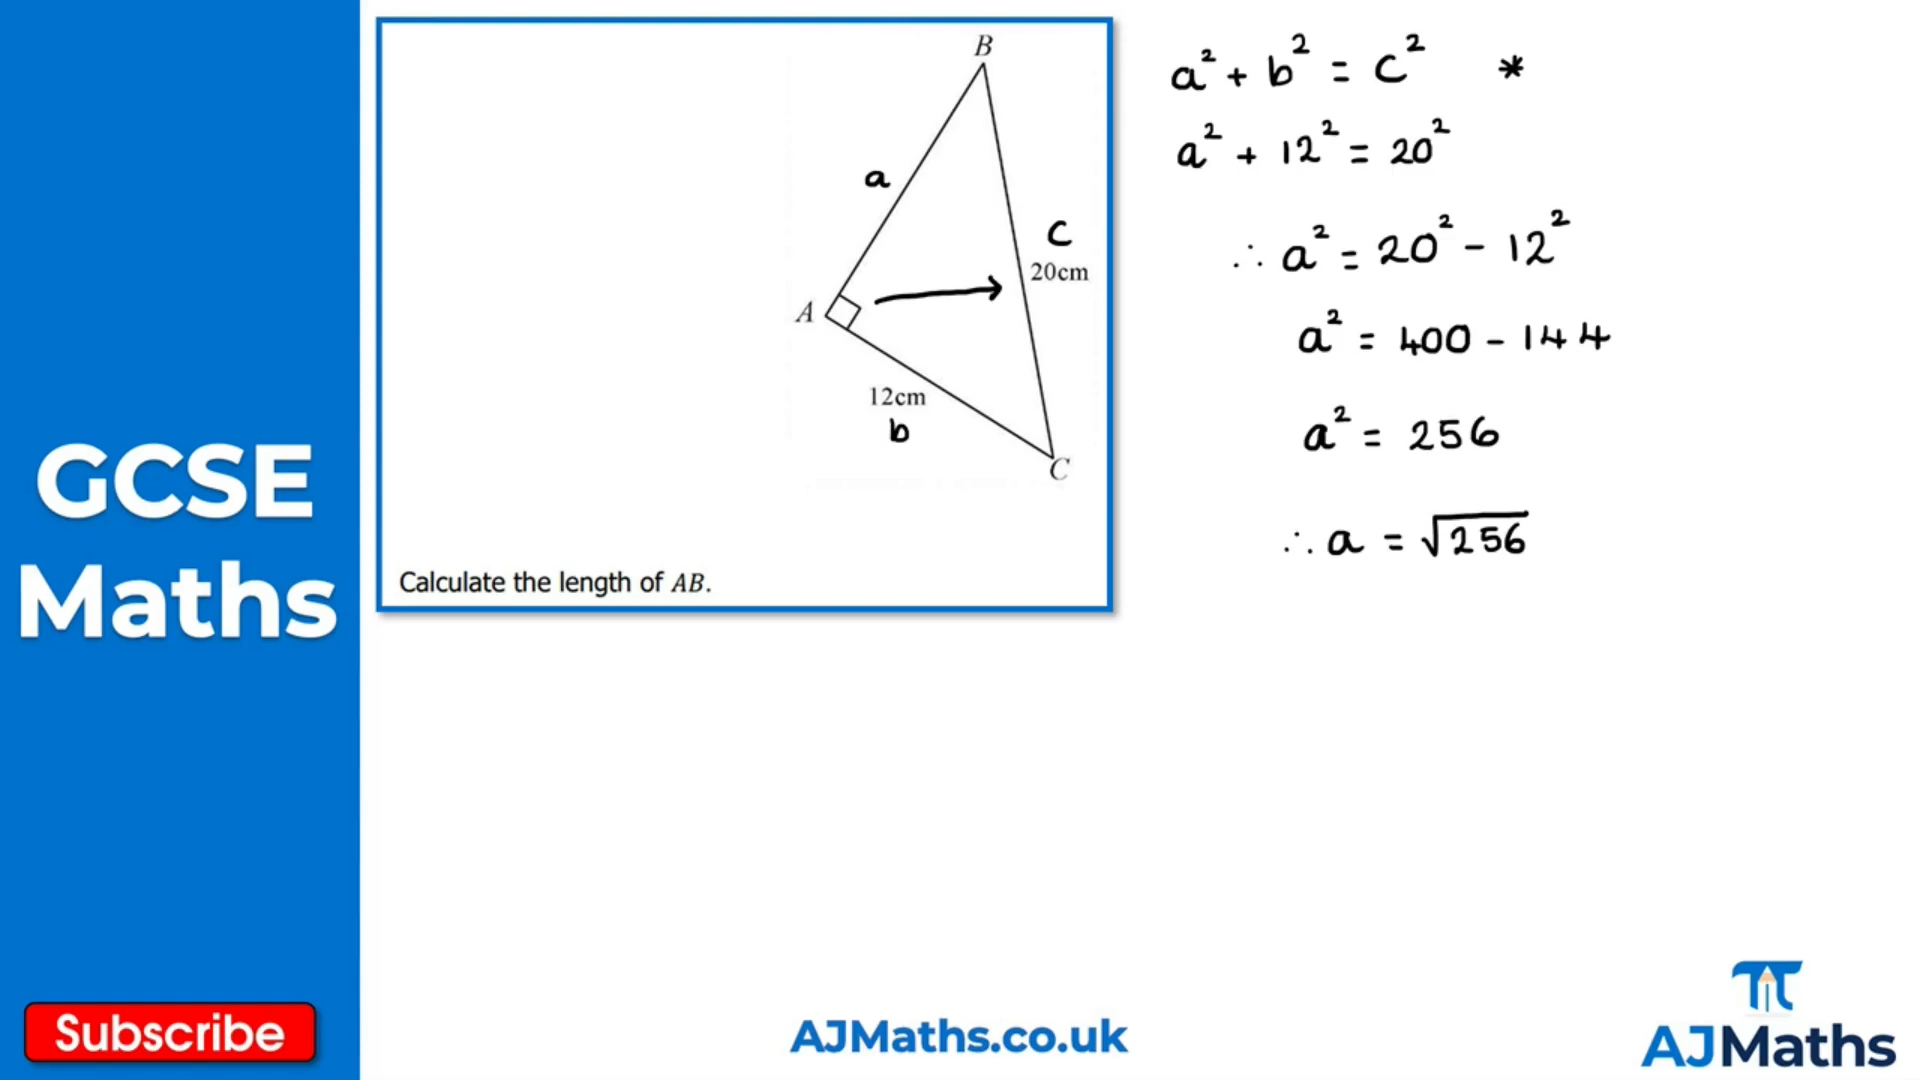 GCSE
Maths
Subscribe
B
a
c
20cm
A
12cm
b
C
Calculate the length of AB.
a² + b² = c² *
a² + 12² = 20²
∴ a² = 20² - 12²
a² = 400 - 144
a² = 256
∴ a = √256
AJMaths.co.uk
AJMaths